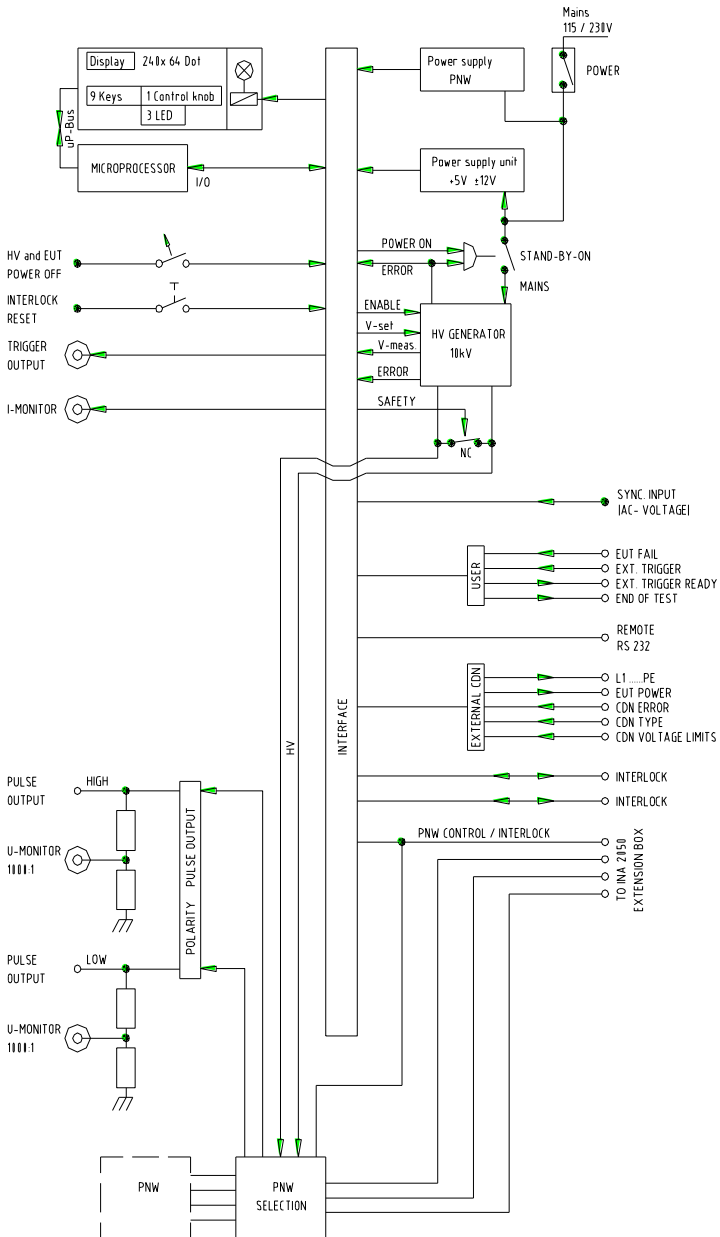 Mains
115 / 230V
POWER
Display 240x 64 Dot
9 Keys 1 Control knob
3 LED
Power supply
PNW
uP-Bus
MICROPROCESSOR
I/O
Power supply unit
+5V ±12V
HV and EUT
POWER OFF
POWER ON
ERROR
STAND-BY-ON
MAINS
INTERLOCK
RESET
ENABLE
V-set
V-meas.
ERROR
HV GENERATOR
10kV
TRIGGER
OUTPUT
I-MONITOR
SAFETY
NC
SYNC. INPUT
|AC- VOLTAGE|
USER
EUT FAIL
EXT. TRIGGER
EXT. TRIGGER READY
END OF TEST
REMOTE
RS 232
EXTERNAL CDN
L1 ......PE
EUT POWER
CDN ERROR
CDN TYPE
CDN VOLTAGE LIMITS
INTERFACE
HV
INTERLOCK
INTERLOCK
PULSE
OUTPUT
HIGH
U-MONITOR
1000:1
POLARITY PULSE OUTPUT
PNW CONTROL / INTERLOCK
TO INA 2050
EXTENSION BOX
PULSE
OUTPUT
LOW
U-MONITOR
1000:1
PNW
PNW
SELECTION